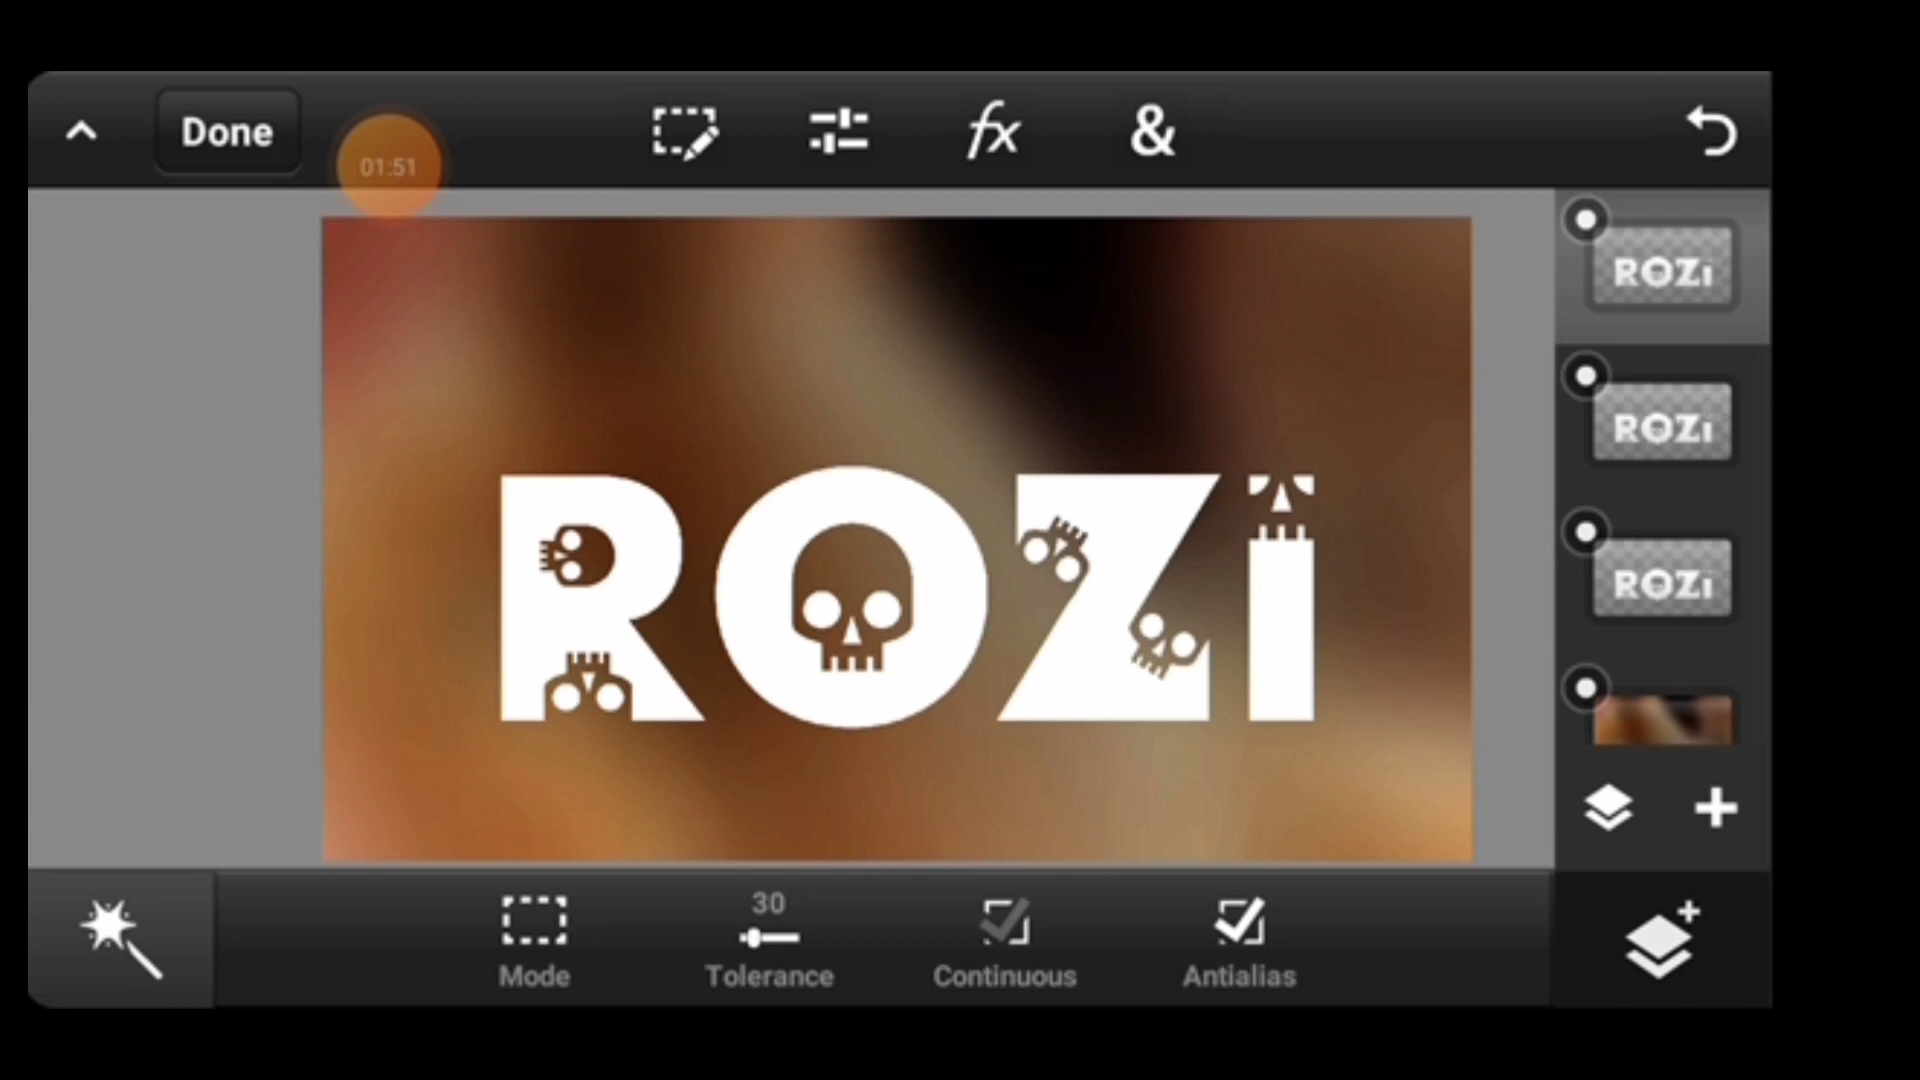 Done
01:51
fx
&
ROZi
ROZi
ROZi
ROZi
30
Mode
Tolerance
Continuous
Antialias